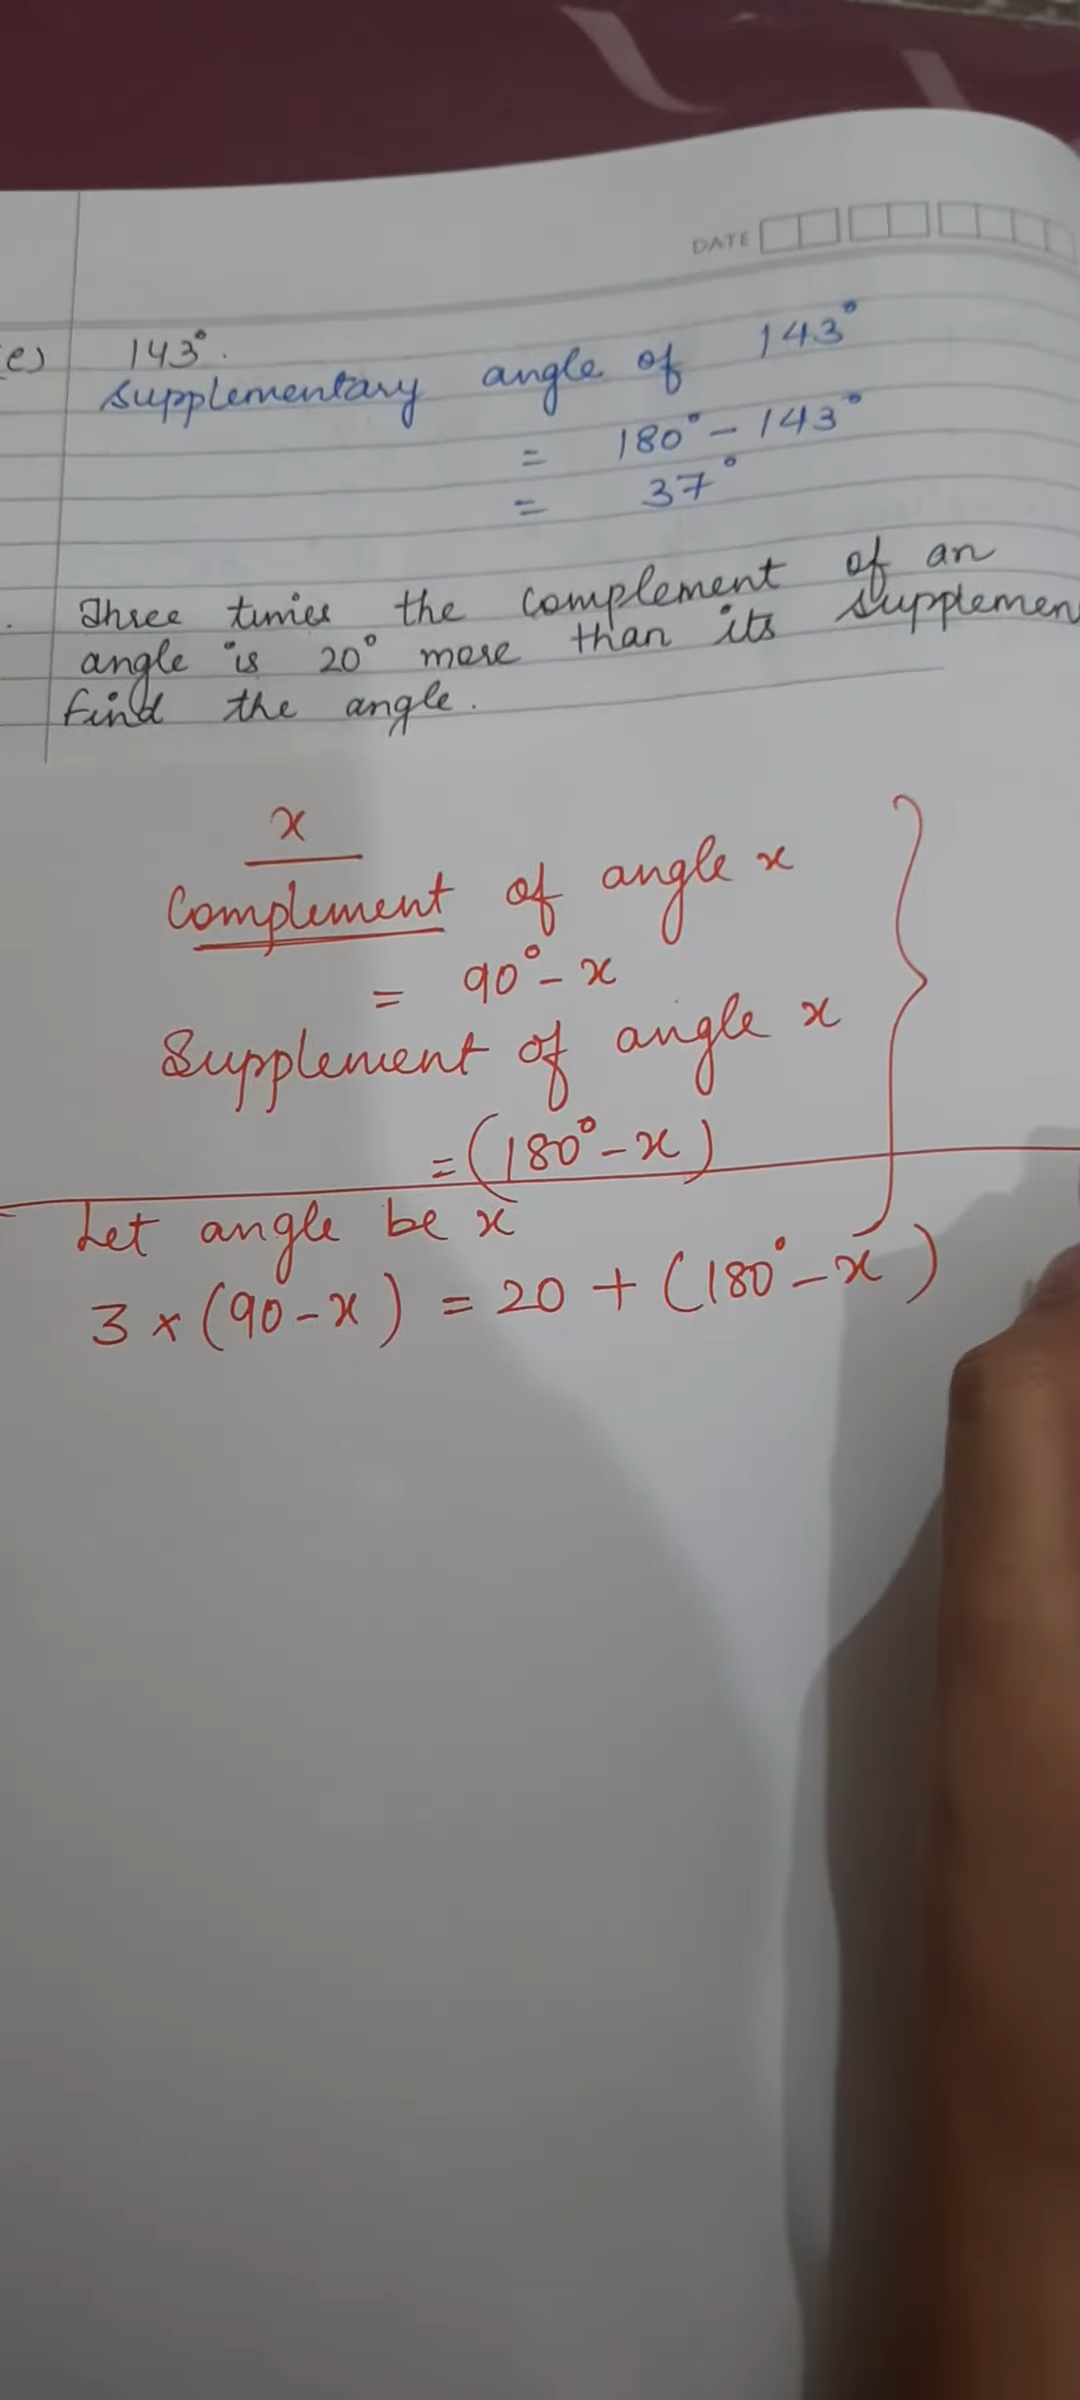 DATE
(e) 143°.
Supplementary angle of 143°
= 180° - 143°
= 37°
Three times the complement of an
angle is 20° more than its supplemen
Find the angle.
x
Complement of angle x
= 90° - x
Supplement of angle x
= (180° - x)
Let angle be x
3 × (90 - x) = 20 + (180° - x)